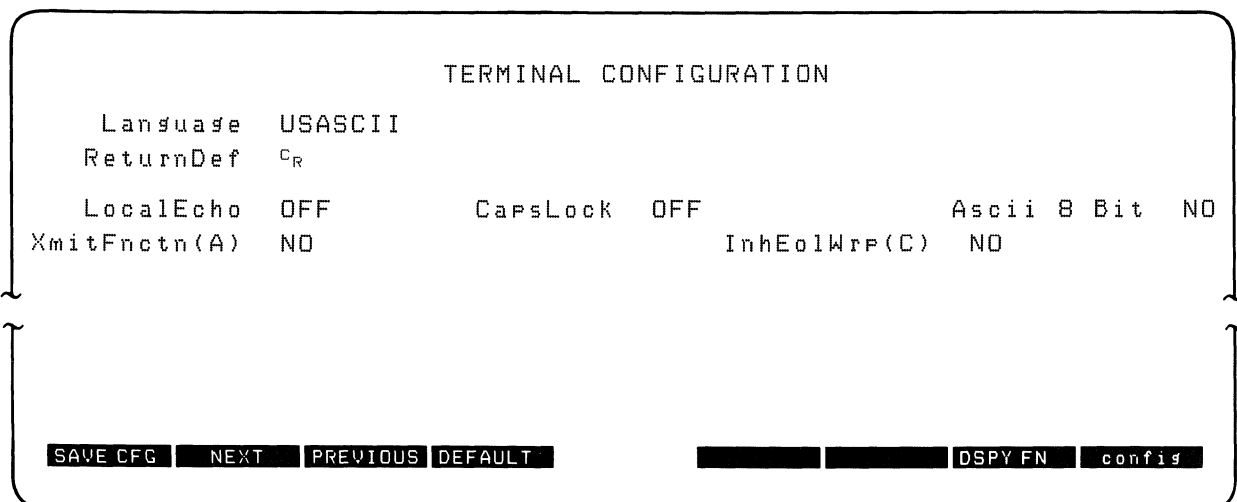 TERMINAL CONFIGURATION
Language USASCII
ReturnDef CR
LocalEcho OFF CapsLock OFF Ascii 8 Bit NO
XmitFnctn(A) NO InhEolWrp(C) NO
SAVE CFG NEXT PREVIOUS DEFAULT DSPY FN config